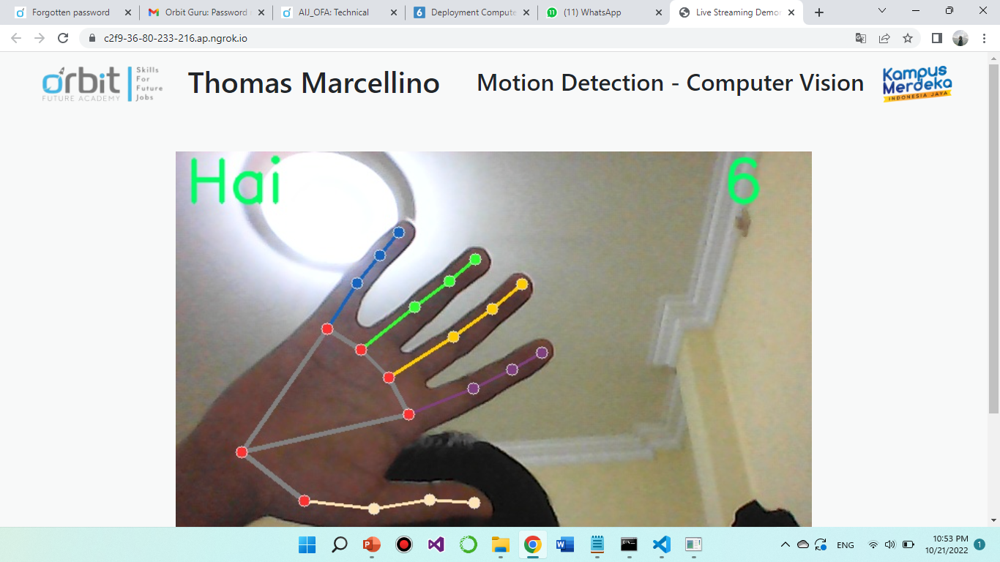 Forgotten password
Orbit Guru: Password
AIJ_OFA: Technical
Deployment Compute
(11) WhatsApp
Live Streaming Demo
c2f9-36-80-233-216.ap.ngrok.io
orbit
FUTURE ACADEMY
Skills
For
Future
Jobs
Thomas Marcellino
Motion Detection - Computer Vision
Kampus
Merdeka
INDONESIA JAYA
Hai
6
ENG
10:53 PM
10/21/2022
1